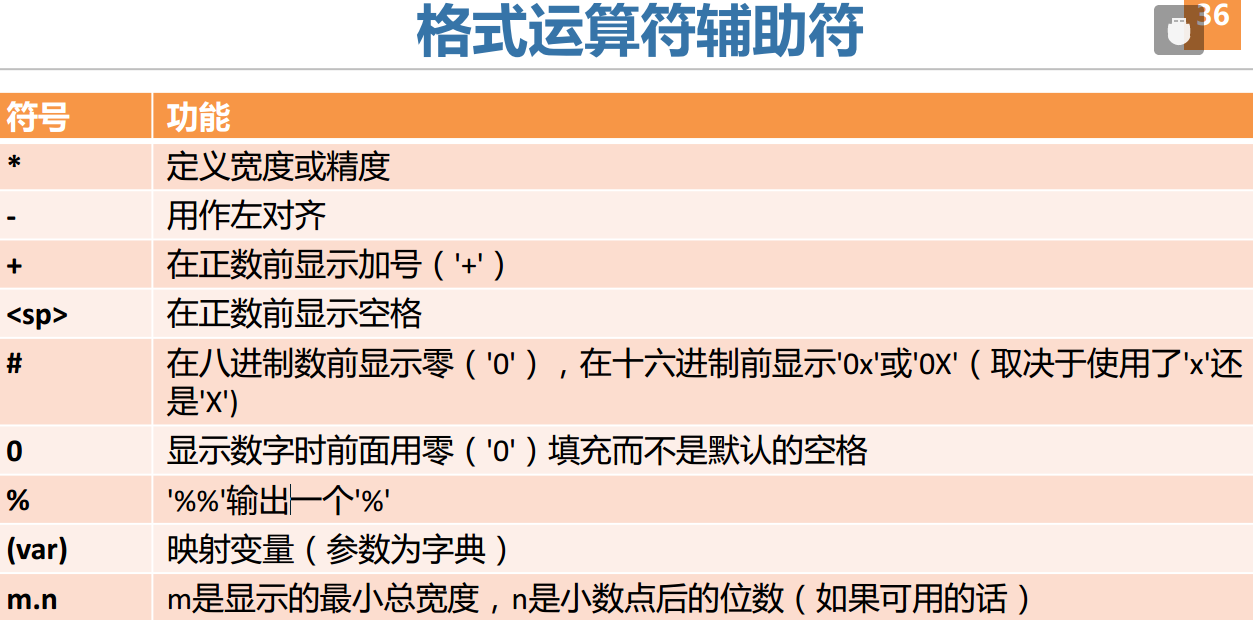 格式运算符辅助符
36
符号 功能
* 定义宽度或精度
- 用作左对齐
+ 在正数前显示加号（'+'）
<sp> 在正数前显示空格
# 在八进制数前显示零（'0'），在十六进制前显示'0x'或'0X'（取决于使用了'x'还
是'X')
0 显示数字时前面用零（'0'）填充而不是默认的空格
% '%%'输出一个'%'
(var) 映射变量（参数为字典）
m.n m是显示的最小总宽度，n是小数点后的位数（如果可用的话）